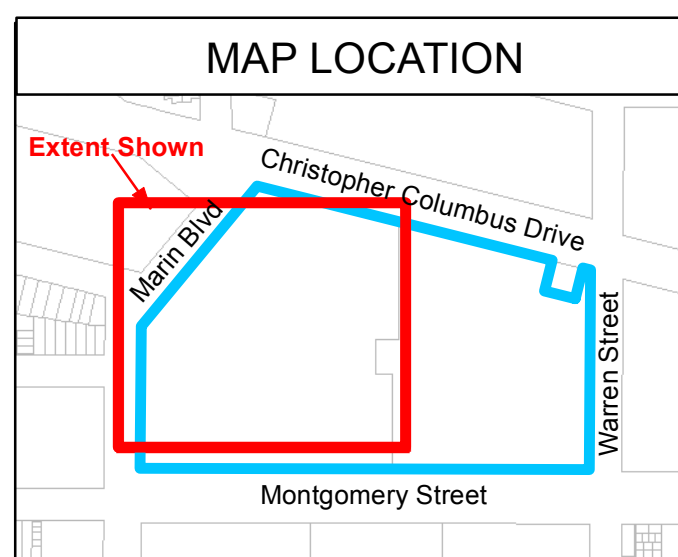 MAP LOCATION
Extent Shown
Christopher Columbus Drive
Marin Blvd
Warren Street
Montgomery Street